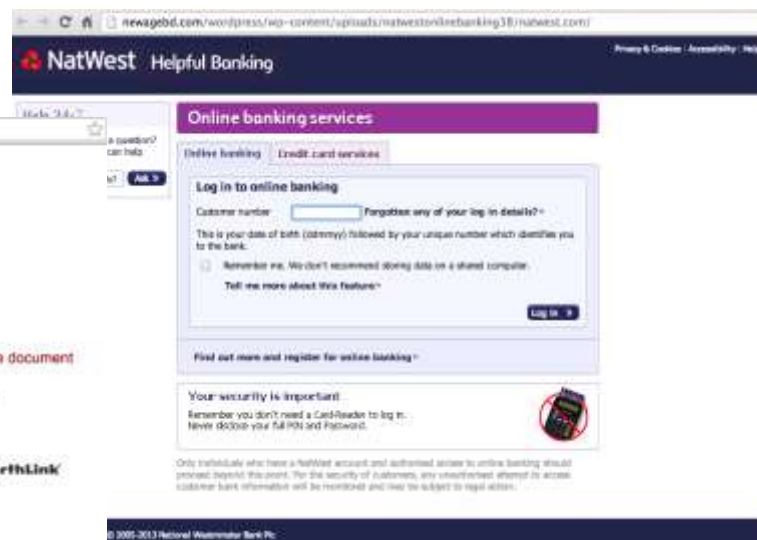 newagebd.com/wordpress/wp-content/uploads/natwestonlinebanking38/natwest.com/
NatWest Helpful Banking
Privacy & Cookies | Accessibility | Help
Help 24x7
a question?
can help
Ask >
Online banking services
Online banking
Credit card services
Log in to online banking
Customer number
Forgotten any of your log in details?
This is your date of birth (ddmmyy) followed by your unique number which identifies you
to the bank.
Remember me. We don't recommend storing data on a shared computer.
Tell me more about this feature
Log in >
Find out more and register for online banking
a document
Your security is important
Remember you don't need a Card-Reader to log in.
Never disclose your full PIN and Password.
rthLink
Only individuals who have a NatWest account and authorised access to online banking should
proceed beyond this point. For the security of customers, any unauthorised attempt to access
customer bank information will be monitored and may be subject to legal action.
© 2005-2013 National Westminster Bank Plc